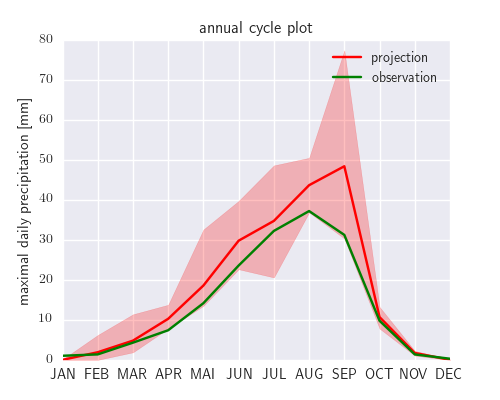 annual cycle plot
projection
observation
maximal daily precipitation [mm]
80
70
60
50
40
30
20
10
0
JAN FEB MAR APR MAI JUN JUL AUG SEP OCT NOV DEC